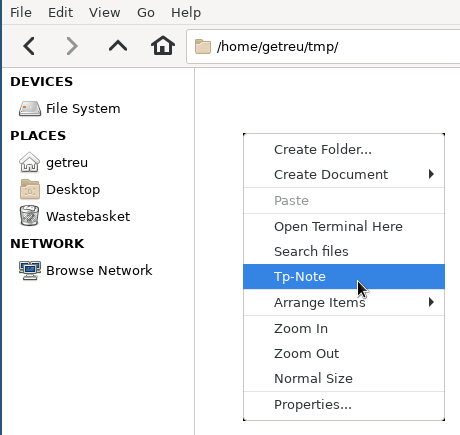 File Edit View Go Help
/home/getreu/tmp/
DEVICES
File System
PLACES
getreu
Desktop
Wastebasket
NETWORK
Browse Network
Create Folder...
Create Document
Paste
Open Terminal Here
Search files
Tp-Note
Arrange Items
Zoom In
Zoom Out
Normal Size
Properties...